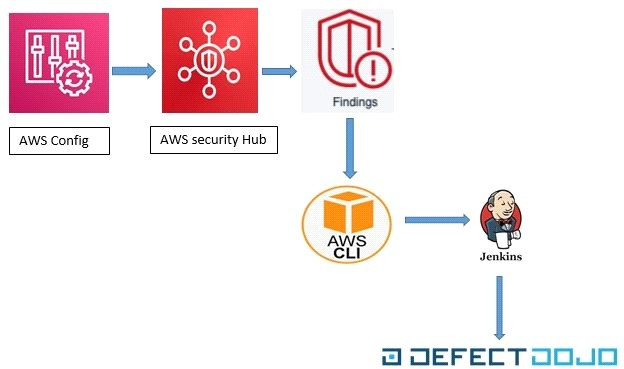 AWS Config
AWS security Hub
Findings
AWS
CLI
Jenkins
DEFECTDOJO